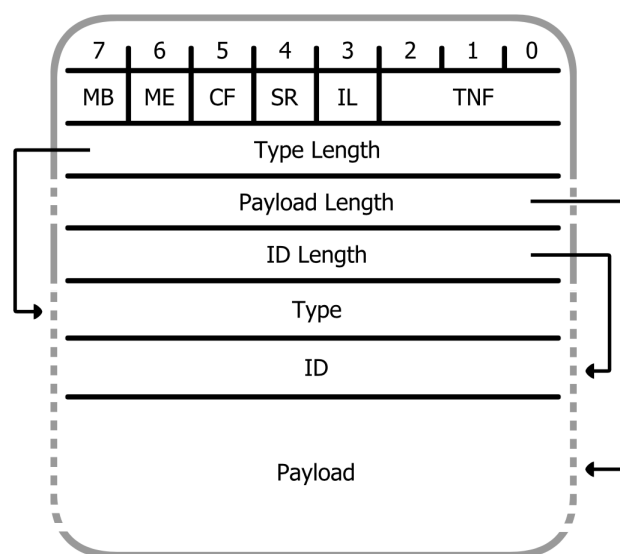 7 6 5 4 3 2 1 0
MB ME CF SR IL TNF
Type Length
Payload Length
ID Length
Type
ID
Payload